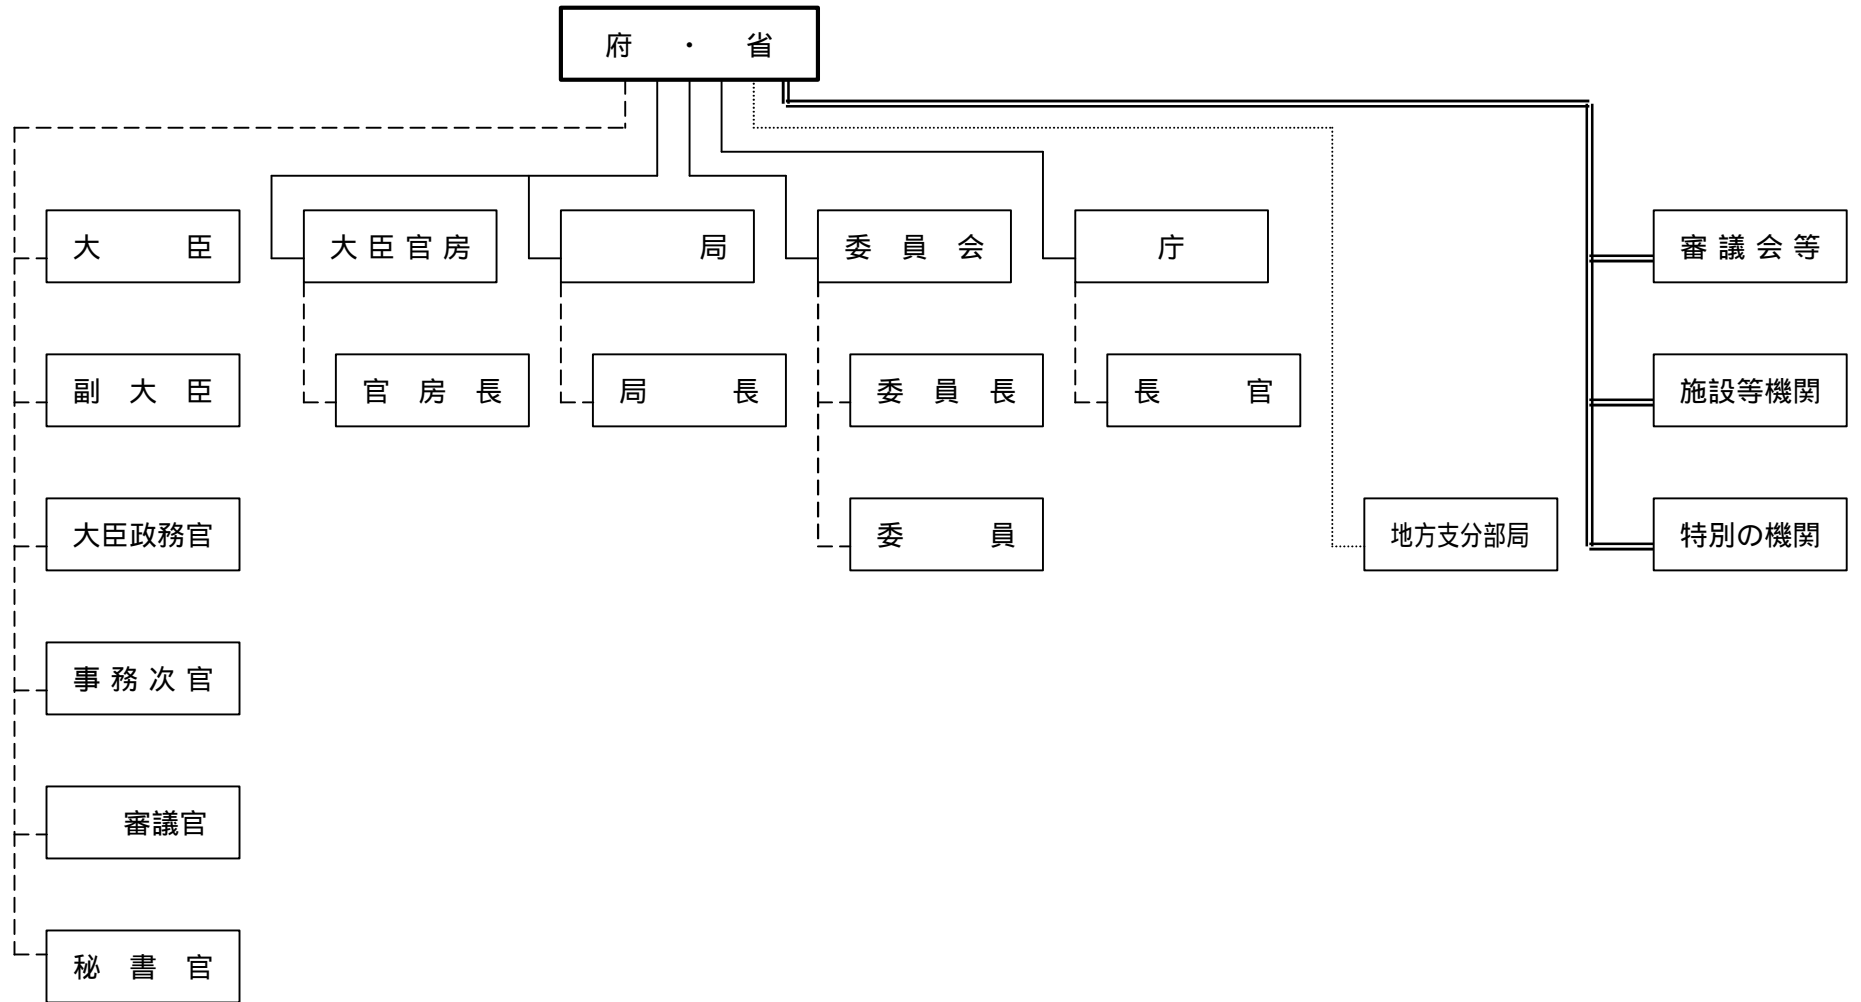 府 ・ 省
大 臣
大臣官房
局
委員会
庁
審議会等
副大臣
官房長
局長
委員長
長官
施設等機関
大臣政務官
委員
地方支分部局
特別の機関
事務次官
審議官
秘書官